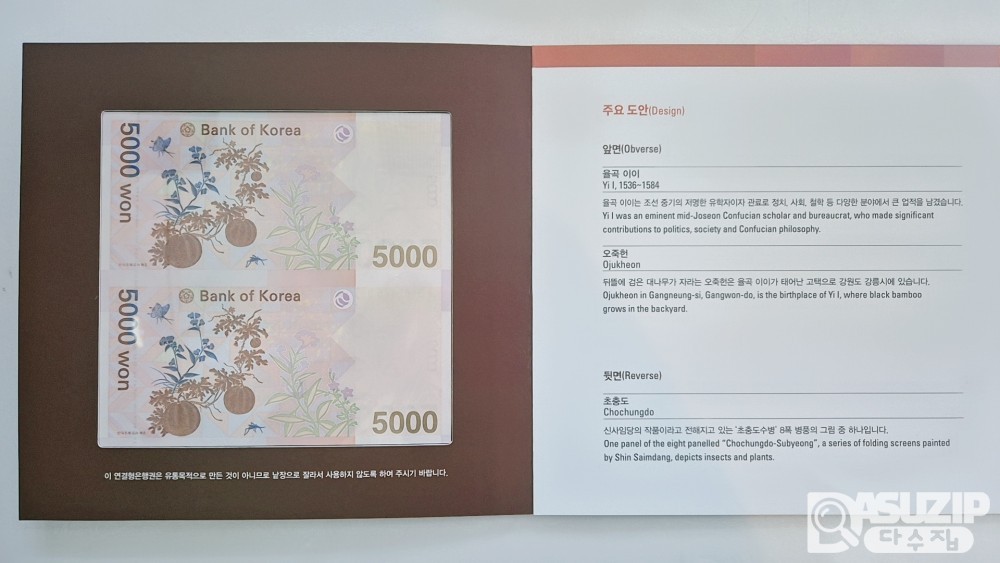 5000 won
Bank of Korea
5000
5000 won
Bank of Korea
5000
이 연결형은행권은 유통목적으로 만든 것이 아니므로 낱장으로 잘라서 사용하지 않도록 하여 주시기 바랍니다.
주요 도안(Design)
앞면(Obverse)
율곡 이이
Yi I, 1536-1584
율곡 이이는 조선 중기의 저명한 유학자이자 관료로 정치, 사회, 철학 등 다양한 분야에서 큰 업적을 남겼습니다.
Yi I was an eminent mid-Joseon Confucian scholar and bureaucrat, who made significant
contributions to politics, society and Confucian philosophy.
오죽헌
Ojukheon
뒤뜰에 검은 대나무가 자라는 오죽헌은 율곡 이이가 태어난 고택으로 강원도 강릉시에 있습니다.
Ojukheon in Gangneung-si, Gangwon-do, is the birthplace of Yi I, where black bamboo
grows in the backyard.
뒷면(Reverse)
초충도
Chochungdo
신사임당의 작품이라고 전해지고 있는 '초충도수병' 8폭 병풍의 그림 중 하나입니다.
One panel of the eight panelled "Chochungdo-Subyeong", a series of folding screens painted
by Shin Saimdang, depicts insects and plants.
DASUZIP
다수집